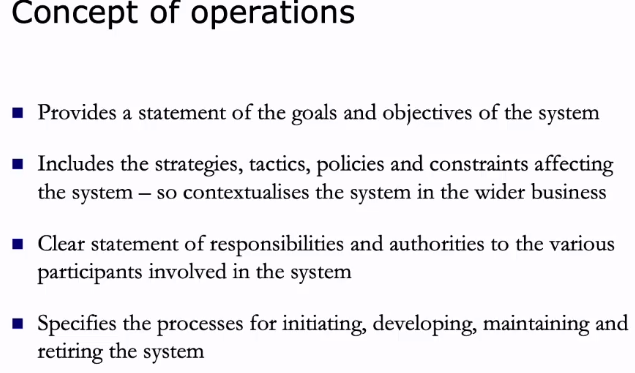 Concept of operations
Provides a statement of the goals and objectives of the system
Includes the strategies, tactics, policies and constraints affecting
the system – so contextualises the system in the wider business
Clear statement of responsibilities and authorities to the various
participants involved in the system
Specifies the processes for initiating, developing, maintaining and
retiring the system